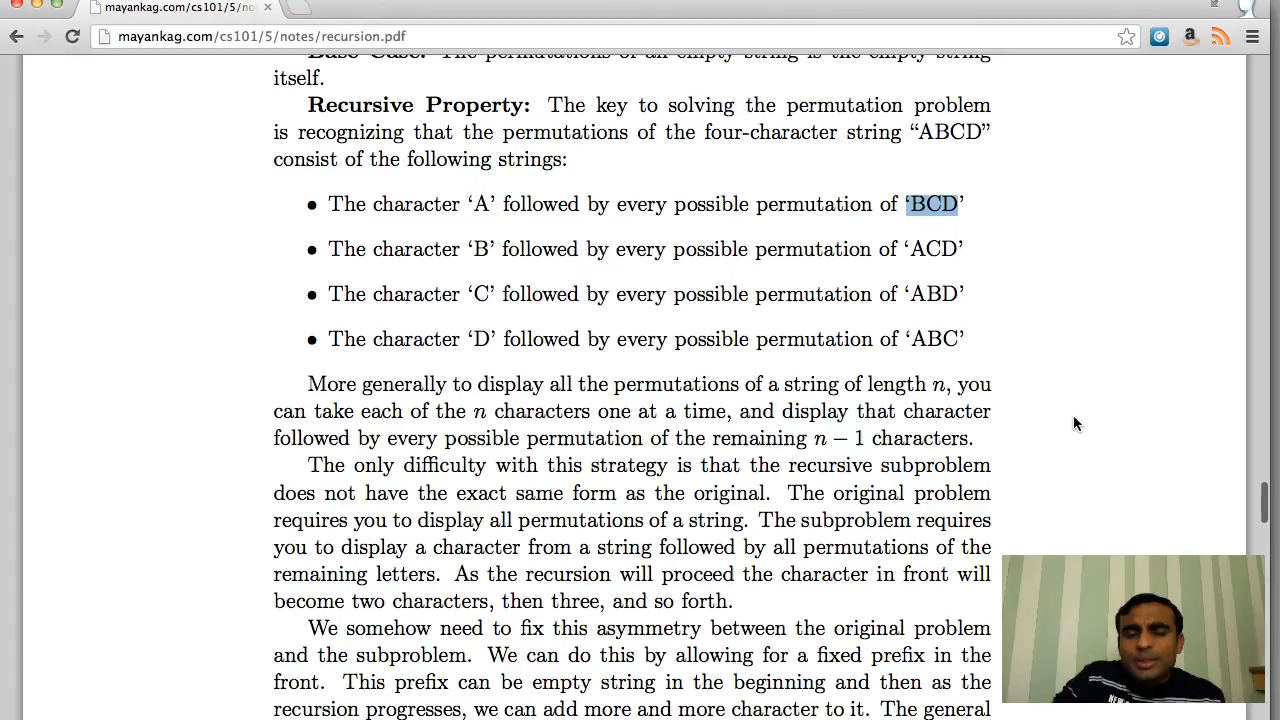 mayankag.com/cs101/5/no
mayankag.com/cs101/5/notes/recursion.pdf
Base Case: The permutations of an empty string is the empty string
itself.
Recursive Property: The key to solving the permutation problem
is recognizing that the permutations of the four-character string “ABCD”
consist of the following strings:
• The character ‘A’ followed by every possible permutation of ‘BCD’
• The character ‘B’ followed by every possible permutation of ‘ACD’
• The character ‘C’ followed by every possible permutation of ‘ABD’
• The character ‘D’ followed by every possible permutation of ‘ABC’
More generally to display all the permutations of a string of length n, you
can take each of the n characters one at a time, and display that character
followed by every possible permutation of the remaining n − 1 characters.
The only difficulty with this strategy is that the recursive subproblem
does not have the exact same form as the original. The original problem
requires you to display all permutations of a string. The subproblem requires
you to display a character from a string followed by all permutations of the
remaining letters. As the recursion will proceed the character in front will
become two characters, then three, and so forth.
We somehow need to fix this asymmetry between the original problem
and the subproblem. We can do this by allowing for a fixed prefix in the
front. This prefix can be empty string in the beginning and then as the
recursion progresses, we can add more and more character to it. The general